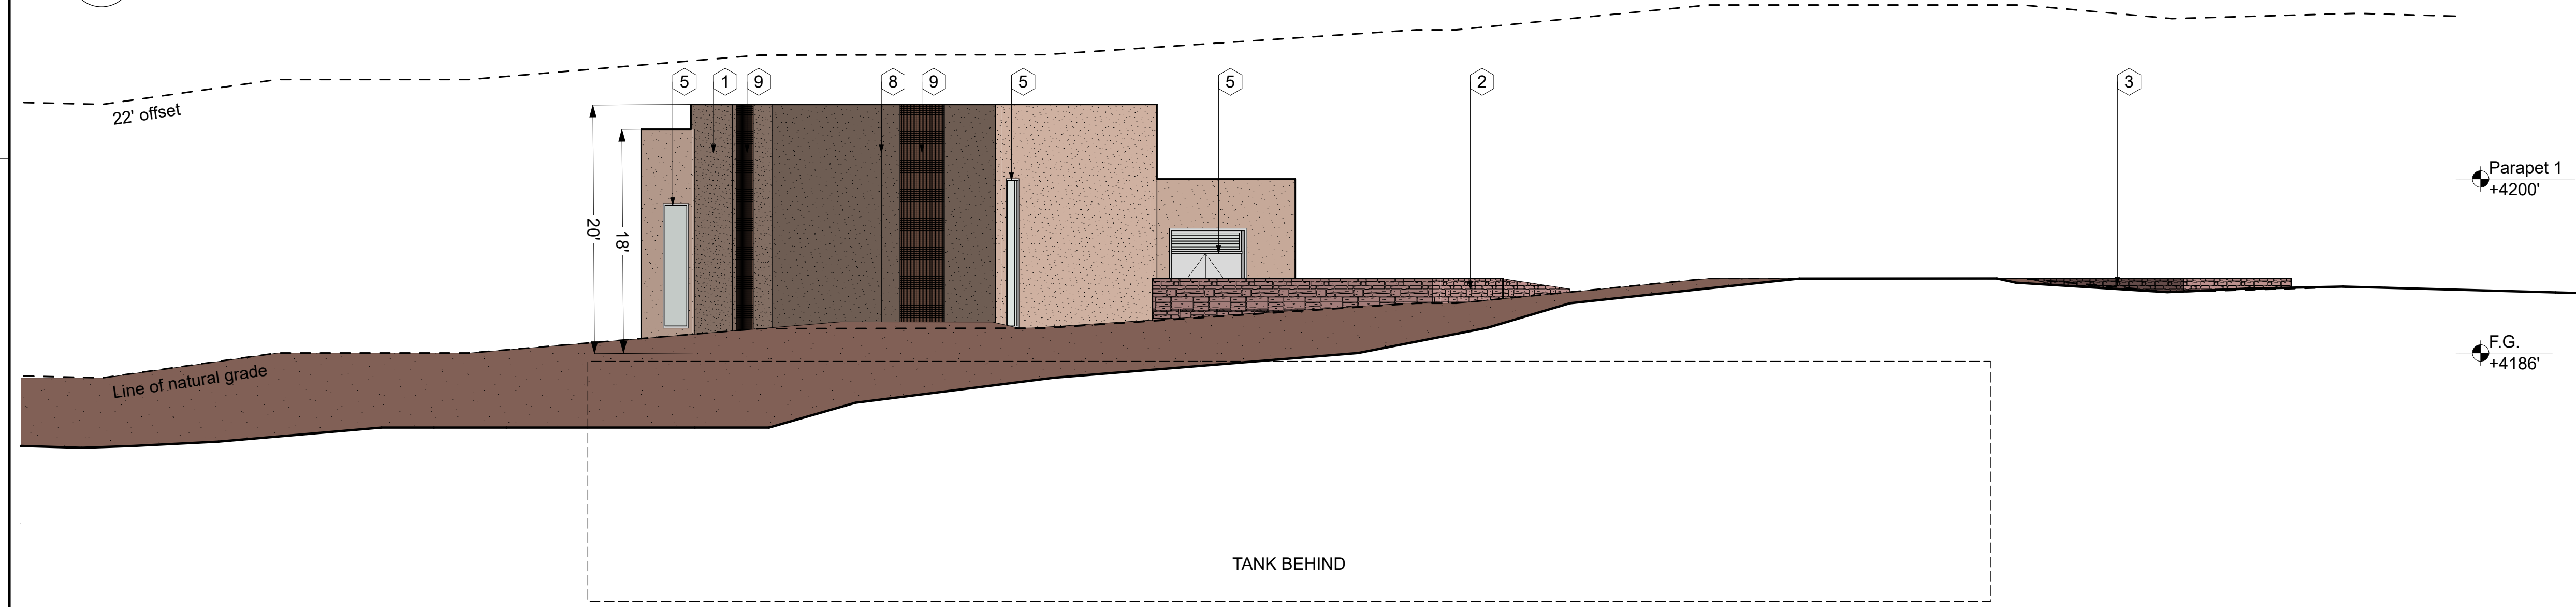 22' offset
5
1
9
8
9
5
5
2
3
Parapet 1
+4200'
20'
18'
F.G.
+4186'
Line of natural grade
TANK BEHIND